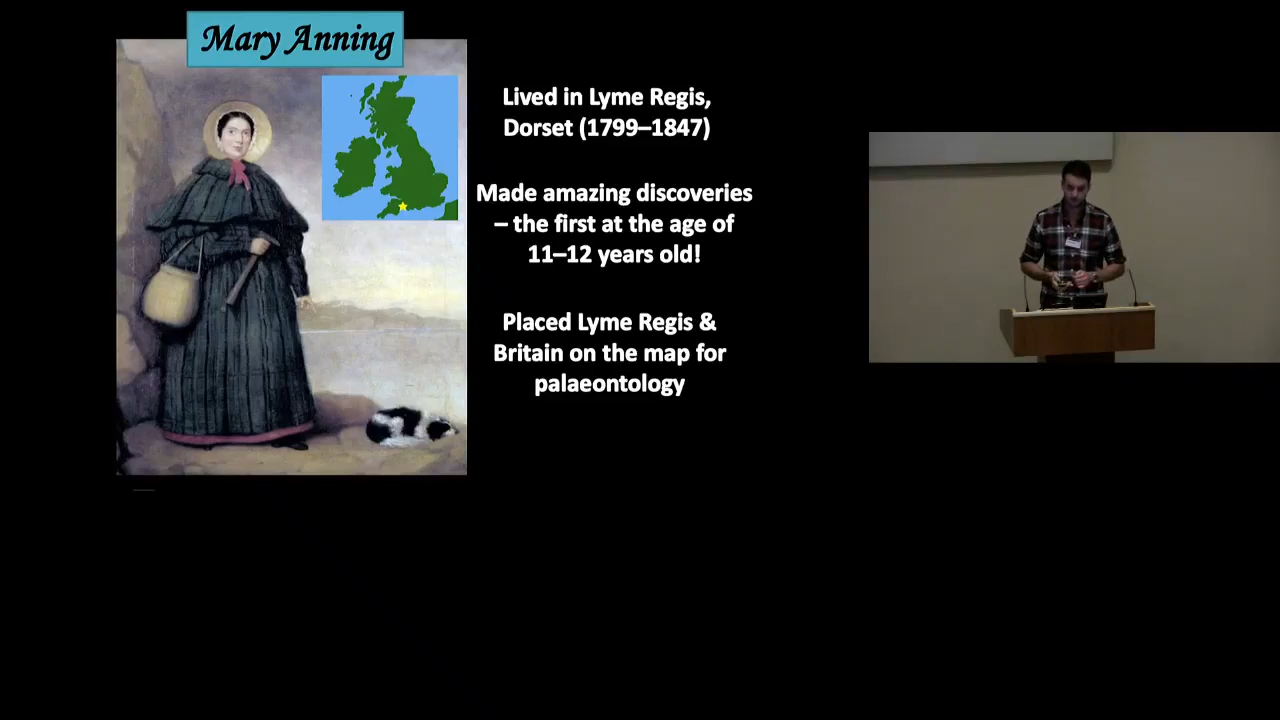 Mary Anning
Lived in Lyme Regis,
Dorset (1799–1847)
Made amazing discoveries
– the first at the age of
11–12 years old!
Placed Lyme Regis &
Britain on the map for
palaeontology